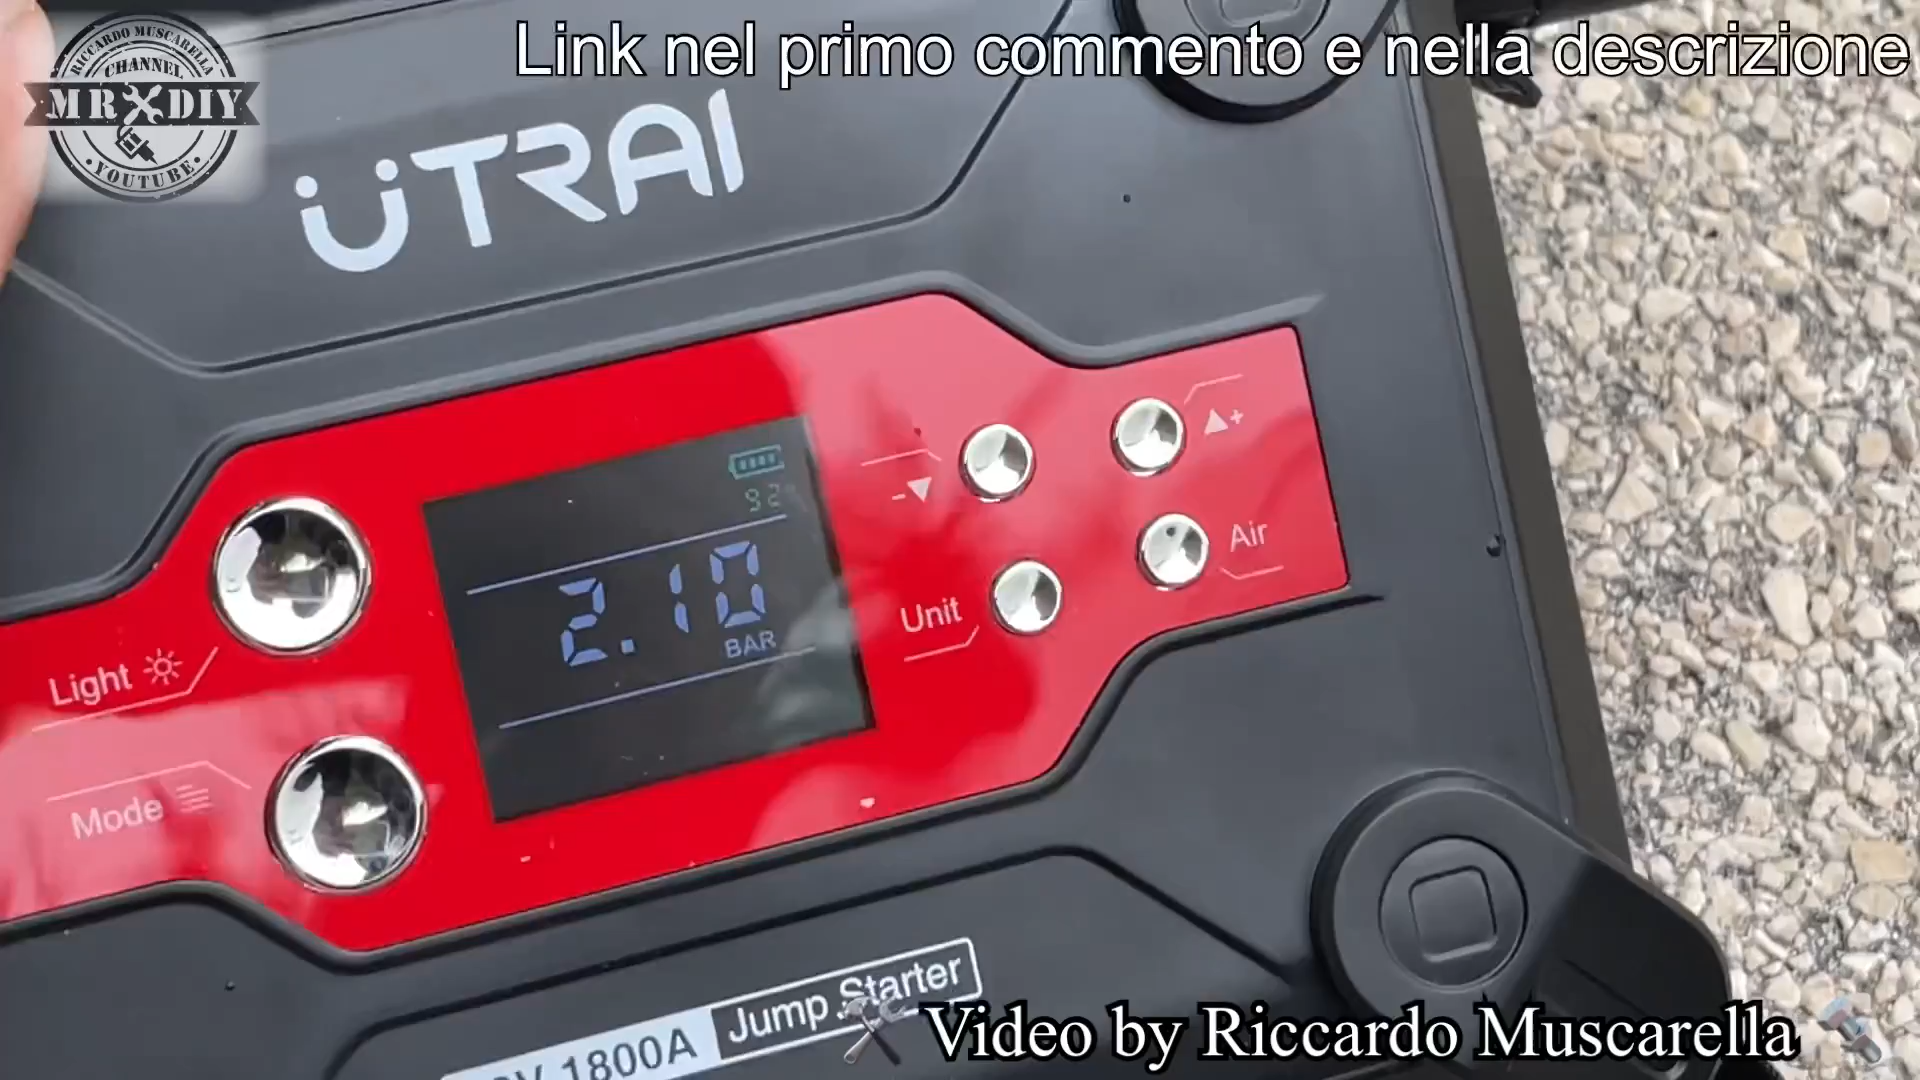 Link nel primo commento e nella descrizione
RICCARDO MUSCARELLA
CHANNEL
MR DIY
YOUTUBE
UTRAI
92
2.10
BAR
-▼
▲+
Air
Unit
Light
Mode
1800A Jump Starter
Video by Riccardo Muscarella